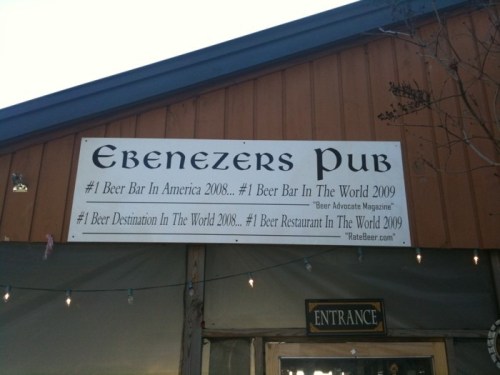 Ebenezers Pub
#1 Beer Bar In America 2008... #1 Beer Bar In The World 2009
"Beer Advocate Magazine"
#1 Beer Destination In The World 2008... #1 Beer Restaurant In The World 2009
"RateBeer.com"
ENTRANCE